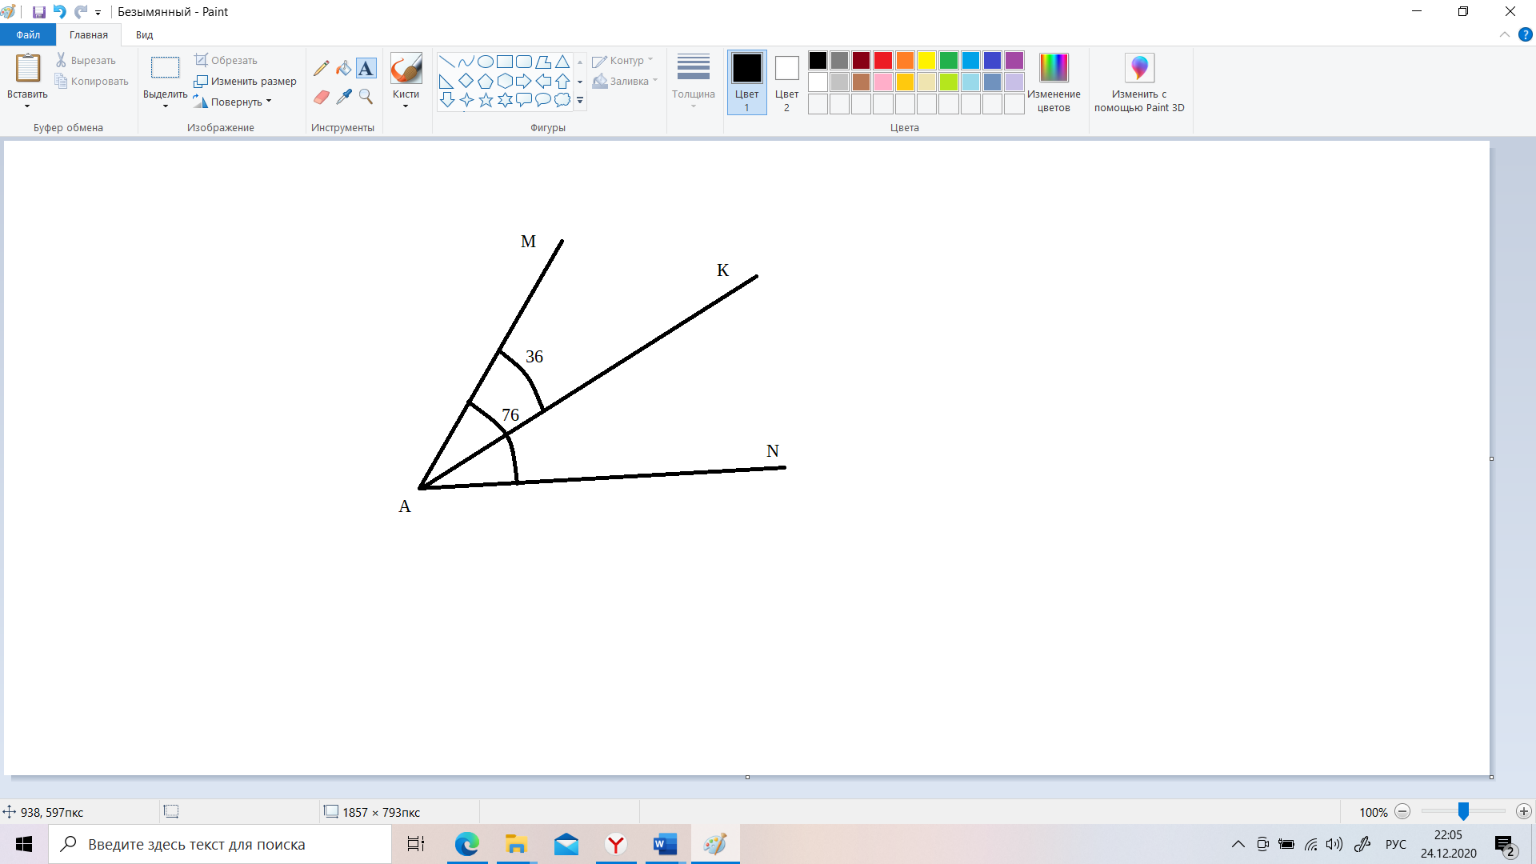 Безымянный - Paint
Файл Главная Вид
Вставить
Вырезать
Копировать
Буфер обмена
Выделить
Обрезать
Изменить размер
Повернуть
Изображение
A
Инструменты
Кисти
Фигуры
Контур
Заливка
Толщина
Цвет 1
Цвет 2
Цвета
Изменение цветов
Изменить с помощью Paint 3D
?
M
K
36
76
N
A
938, 597пкс
1857 × 793пкс
100%
Введите здесь текст для поиска
W
РУС
22:05
24.12.2020
2